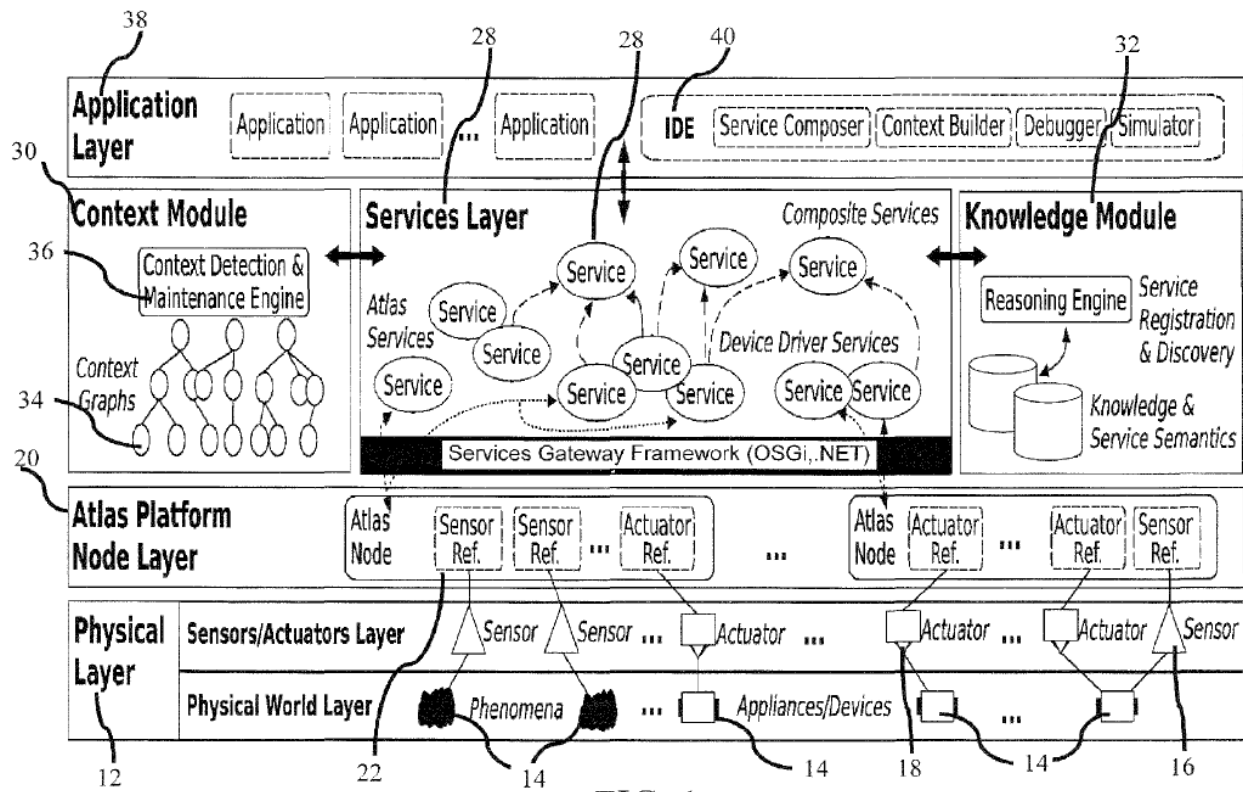 38 28 28 40 32
Application
Layer
Application Application ... Application
IDE Service Composer Context Builder Debugger Simulator
30
Context Module
36
Context Detection &
Maintenance Engine
Context
Graphs
34
Services Layer
Composite Services
Service Service Service
Atlas
Services
Service
Service
Service
Device Driver Services
Service
Service Service Service Service
Services Gateway Framework (OSGi,.NET)
Knowledge Module
Reasoning Engine
Service
Registration
& Discovery
Knowledge &
Service Semantics
20
Atlas Platform
Node Layer
Atlas
Node
Sensor
Ref.
Sensor
Ref.
...
Actuator
Ref.
...
Atlas
Node
Actuator
Ref.
...
Actuator
Ref.
Sensor
Ref.
Physical
Layer
Sensors/Actuators Layer
Sensor Sensor ... Actuator ... Actuator ... Actuator Sensor
Physical World Layer
Phenomena ... Appliances/Devices ...
12 22 14 14 18 14 16